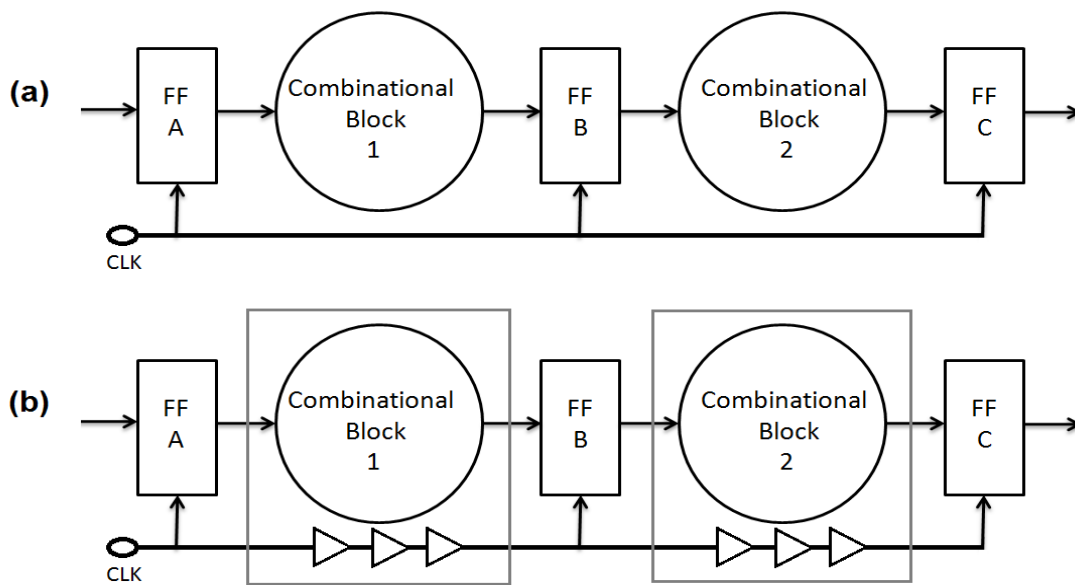 (a)
FF
A
Combinational
Block
1
FF
B
Combinational
Block
2
FF
C
CLK
(b)
FF
A
Combinational
Block
1
FF
B
Combinational
Block
2
FF
C
CLK